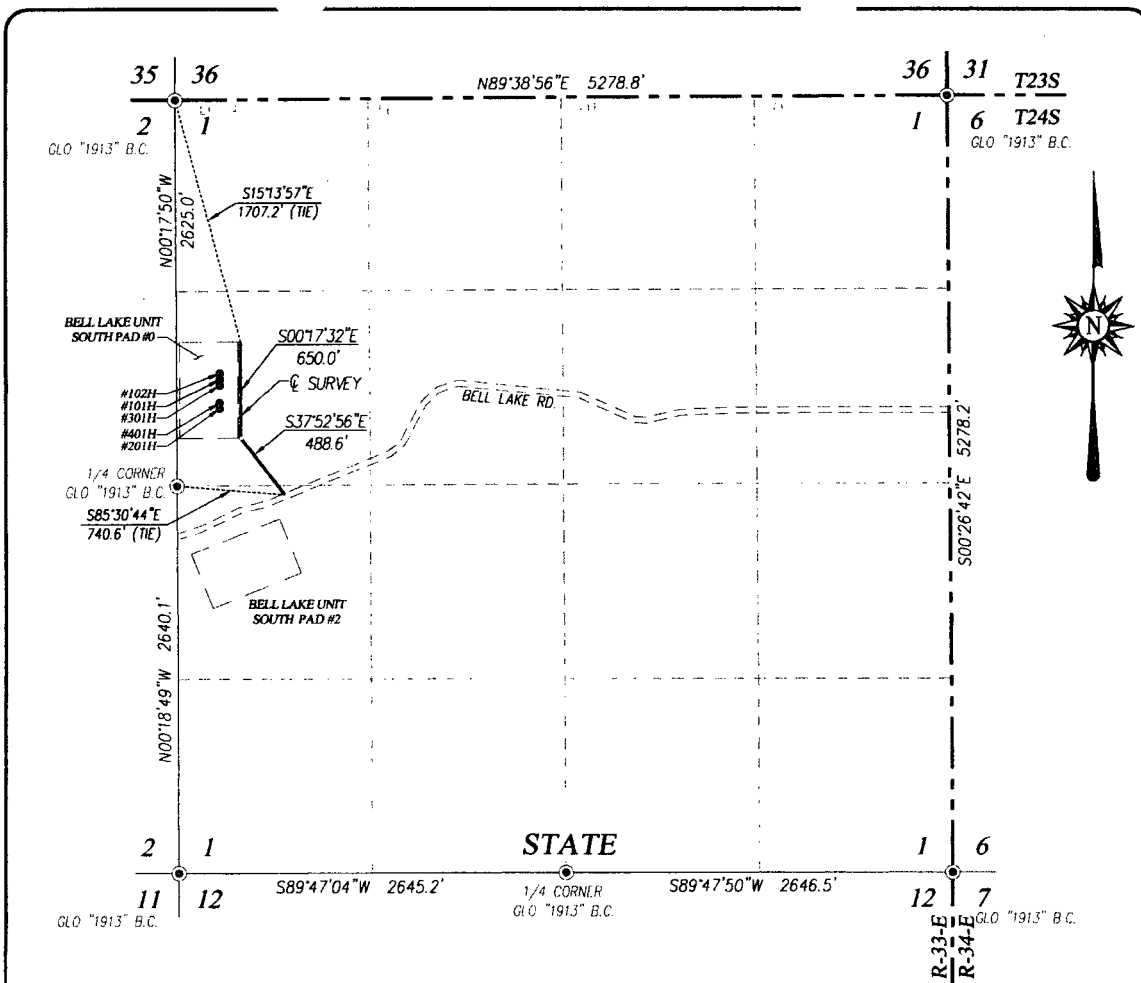 35 36
N89°38'56"E 5278.8'
36 31 T23S
2 1
1 6 T24S
GLO "1913" B.C.
GLO "1913" B.C.
N00°17'50"W
2625.0'
S15°13'57"E
1707.2' (TIE)
BELL LAKE UNIT
SOUTH PAD #0
S00°17'32"E
650.0'
℄ SURVEY
#102H
#101H
#301H
#401H
#201H
BELL LAKE RD.
S37°52'56"E
488.6'
1/4 CORNER
GLO "1913" B.C.
S85°30'44"E
740.6' (TIE)
S00°26'42"E 5278.2'
N
BELL LAKE UNIT
SOUTH PAD #2
N00°18'49"W 2640.1'
STATE
2 1
1 6
S89°47'04"W 2645.2'
1/4 CORNER
GLO "1913" B.C.
S89°47'50"W 2646.5'
11 12
12 7
GLO "1913" B.C.
GLO "1913" B.C.
R-33-E
R-34-E